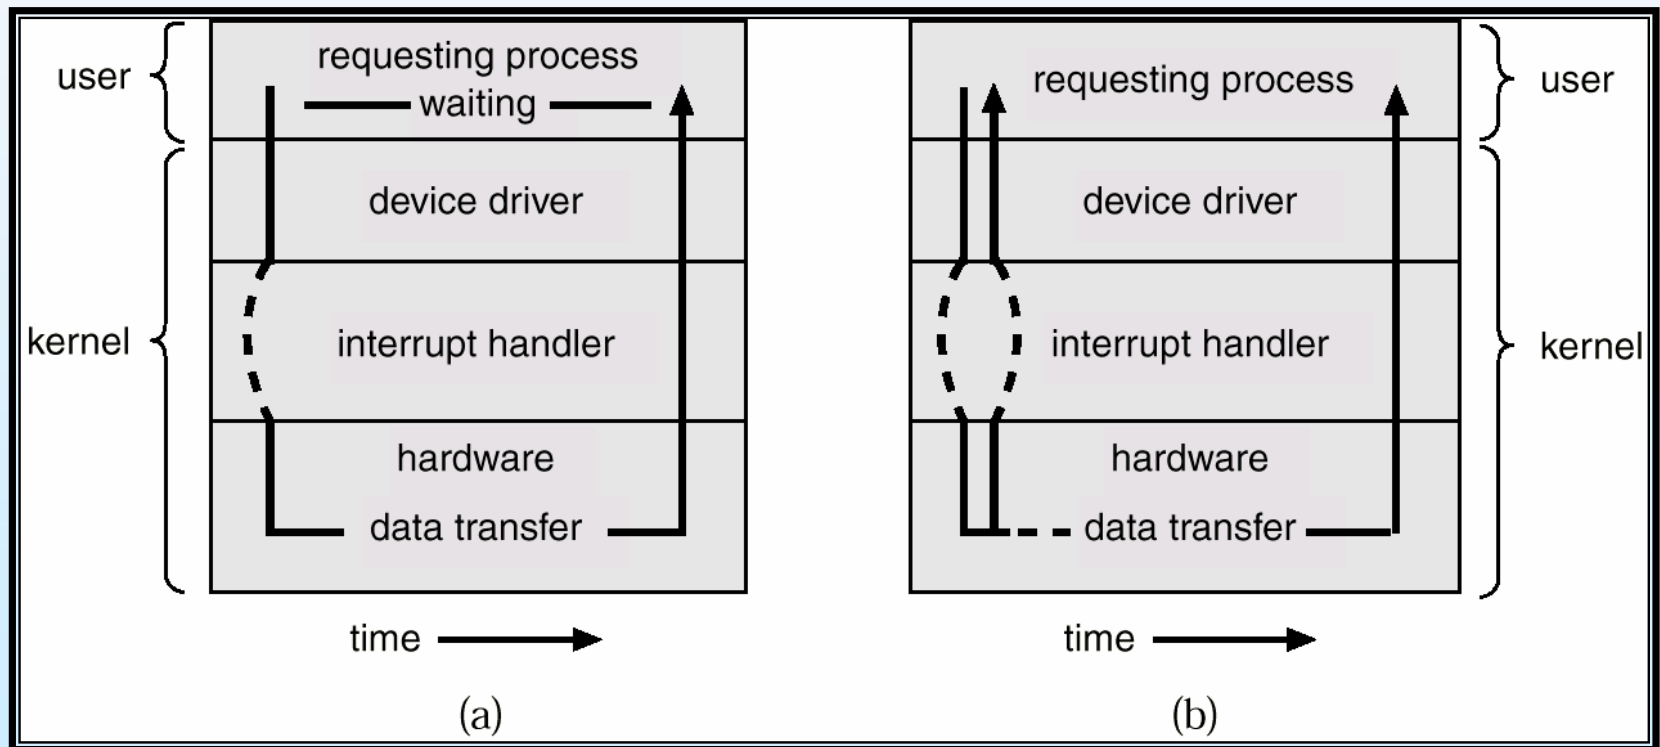 user
requesting process
waiting
device driver
kernel
interrupt handler
hardware
data transfer
time
(a)
requesting process
user
device driver
interrupt handler
kernel
hardware
data transfer
time
(b)